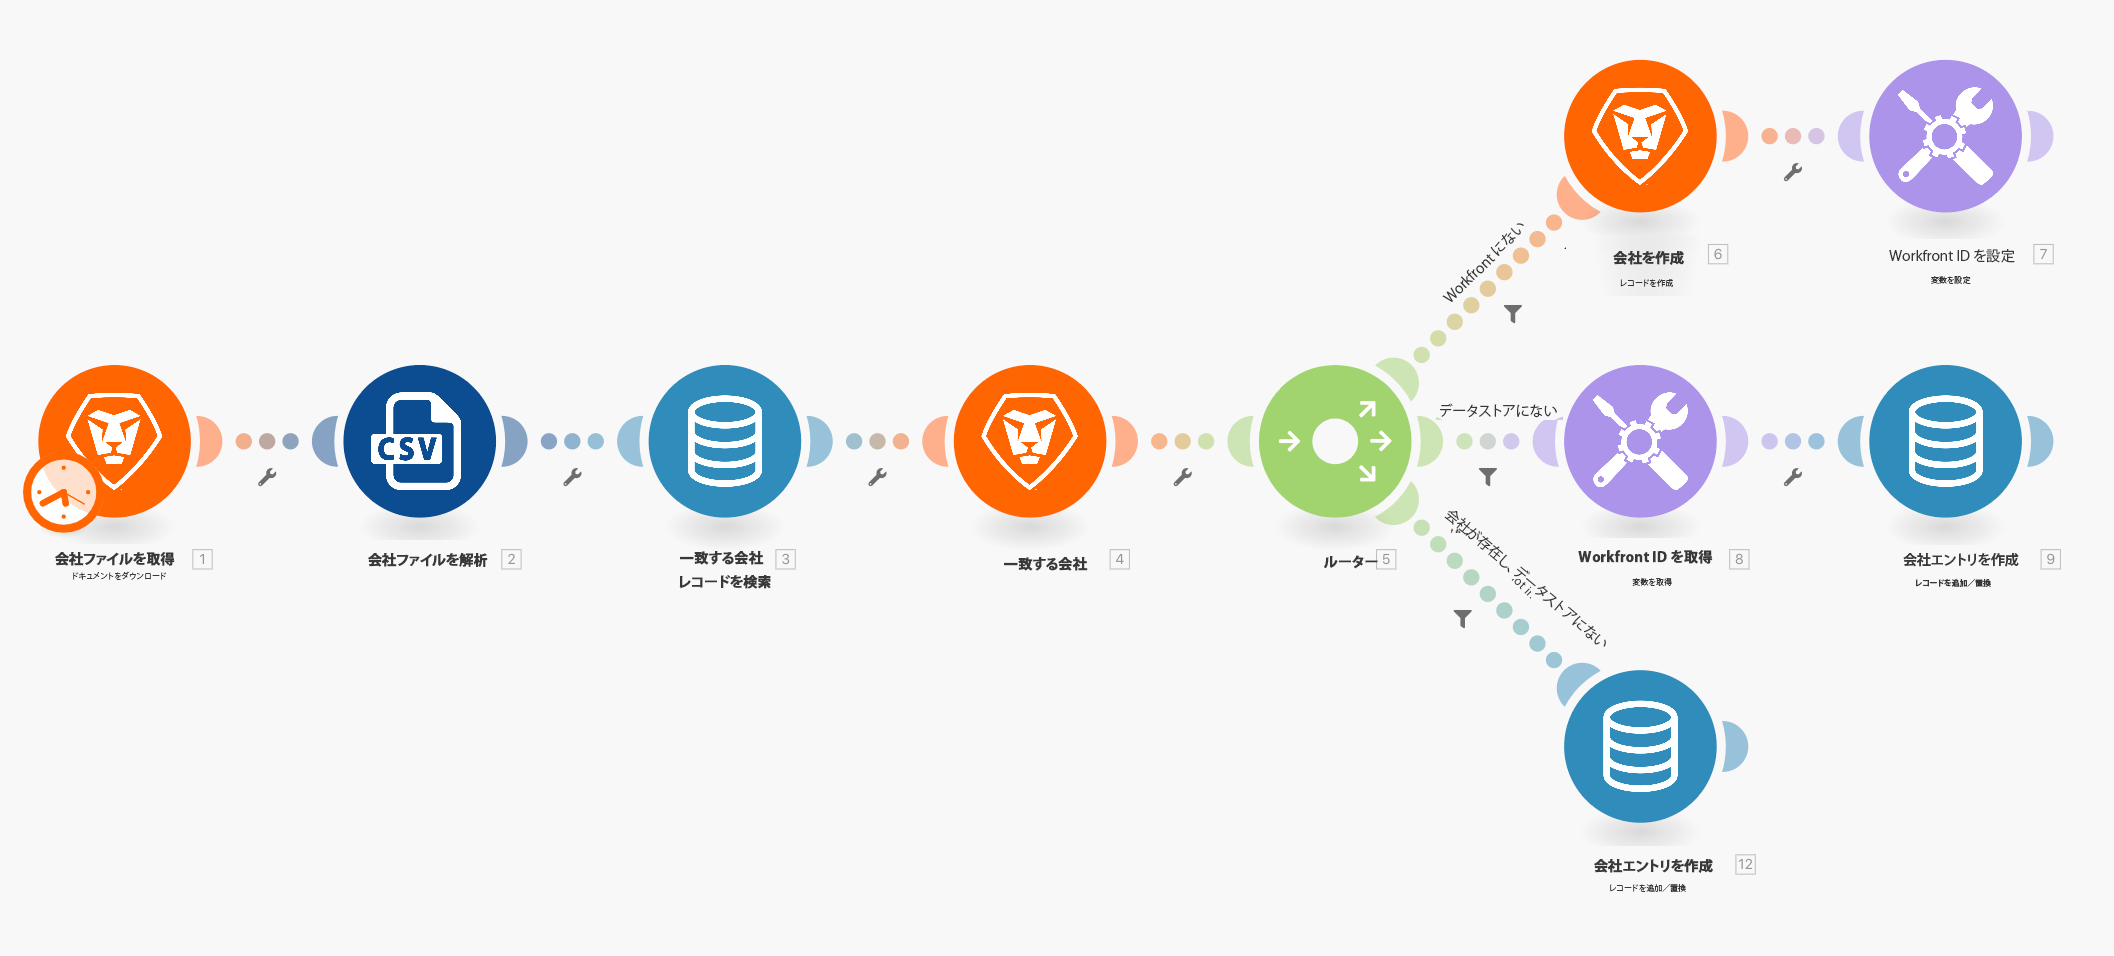 会社ファイルを取得 1
ドキュメントをダウンロード
CSV
会社ファイルを解析 2
一致する会社 3
レコードを検索
一致する会社 4
ルーター 5
Workfront にない
会社を作成 6
レコードを作成
Workfront ID を設定 7
変数を設定
データストアにない
Workfront ID を取得 8
変数を取得
会社エントリを作成 9
レコードを追加／置換
会社が存在し、データストアにない
会社エントリを作成 12
レコードを追加／置換